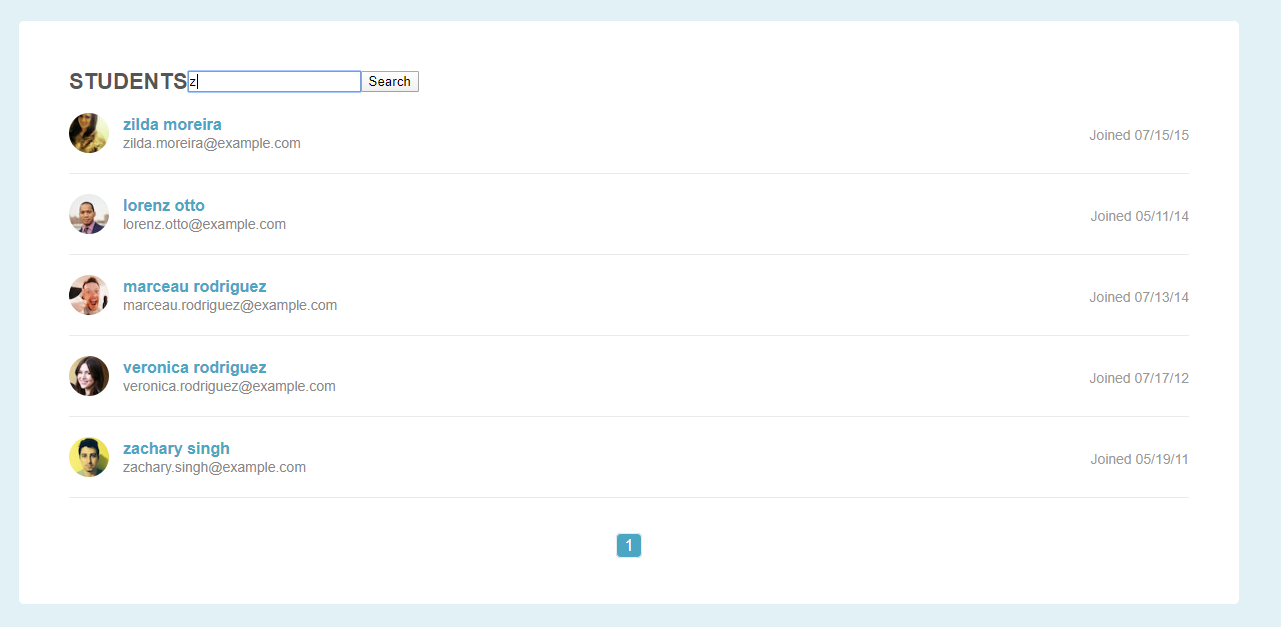 STUDENTS z Search
zilda moreira
zilda.moreira@example.com
Joined 07/15/15
lorenz otto
lorenz.otto@example.com
Joined 05/11/14
marceau rodriguez
marceau.rodriguez@example.com
Joined 07/13/14
veronica rodriguez
veronica.rodriguez@example.com
Joined 07/17/12
zachary singh
zachary.singh@example.com
Joined 05/19/11
1